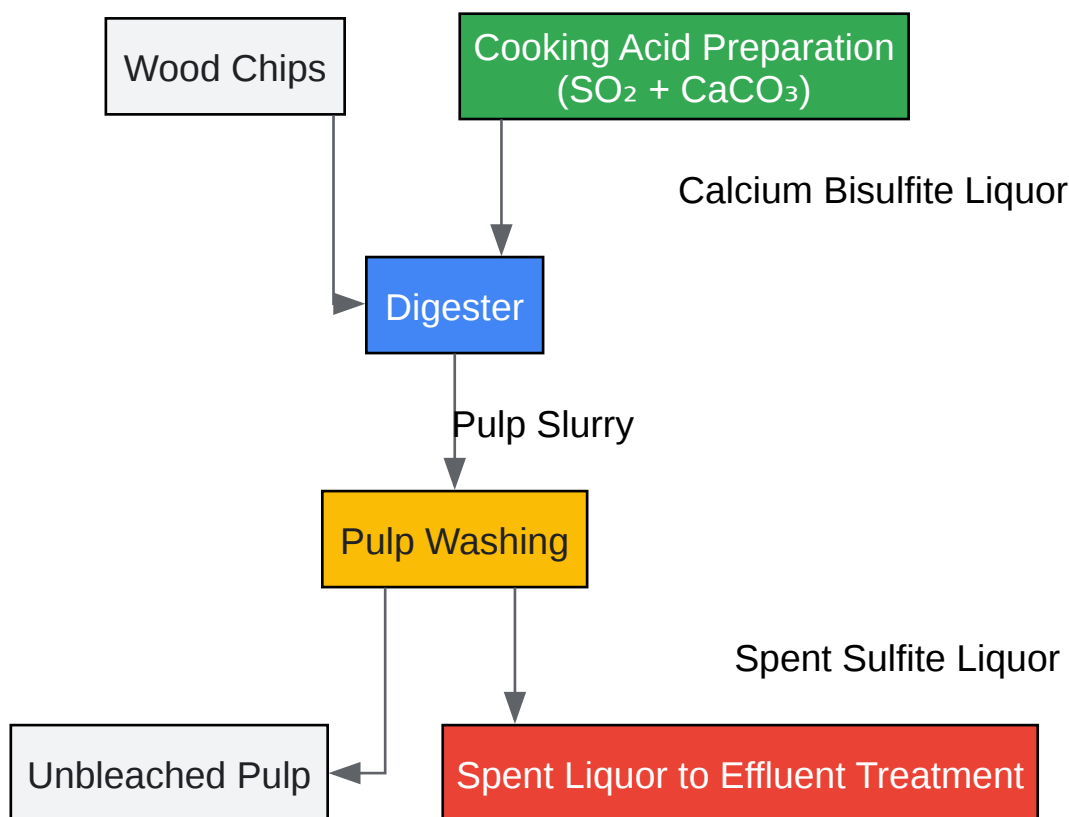 Wood Chips
Cooking Acid Preparation
(SO₂ + CaCO₃)
Calcium Bisulfite Liquor
Digester
Pulp Slurry
Pulp Washing
Spent Sulfite Liquor
Unbleached Pulp
Spent Liquor to Effluent Treatment